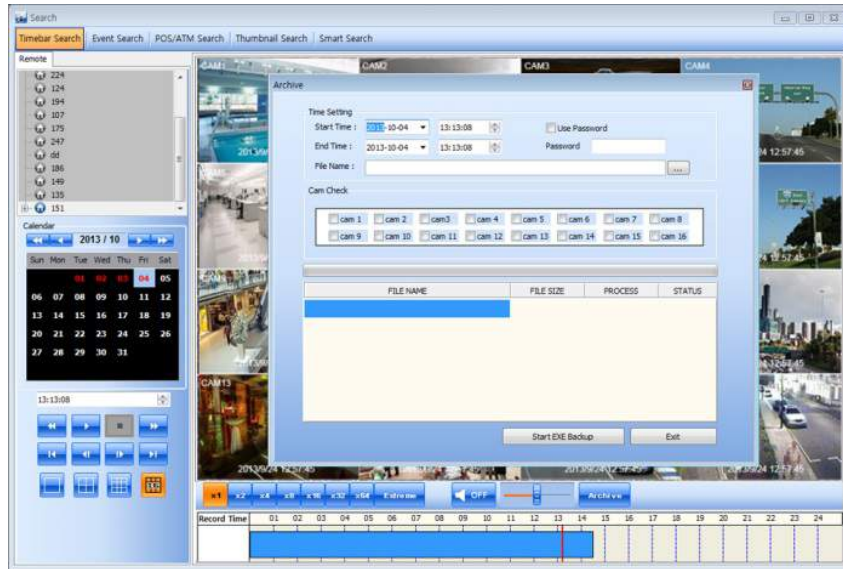 Search
Timebar Search Event Search POS/ATM Search Thumbnail Search Smart Search
Remote
224
124
194
107
175
247
dd
186
149
135
151
Calendar
2013 / 10
Sun Mon Tue Wed Thu Fri Sat
01 02 03 04 05
06 07 08 09 10 11 12
13 14 15 16 17 18 19
20 21 22 23 24 25 26
27 28 29 30 31
13:13:08
CAM1 CAM2 CAM3 CAM4
Archive
Time Setting
Start Time : 2013-10-04 13:13:08 Use Password
End Time : 2013-10-04 13:13:08 Password
File Name : ...
Cam Check
cam 1 cam 2 cam3 cam 4 cam 5 cam 6 cam 7 cam 8
cam 9 cam 10 cam 11 cam 12 cam 13 cam 14 cam 15 cam 16
FILE NAME FILE SIZE PROCESS STATUS
Start EXE Backup Exit
CAM13
2013/9/24 12:57:45
x1 x2 x4 x8 x16 x32 x64 Extreme OFF Archive
Record Time 01 02 03 04 05 06 07 08 09 10 11 12 13 14 15 16 17 18 19 20 21 22 23 24